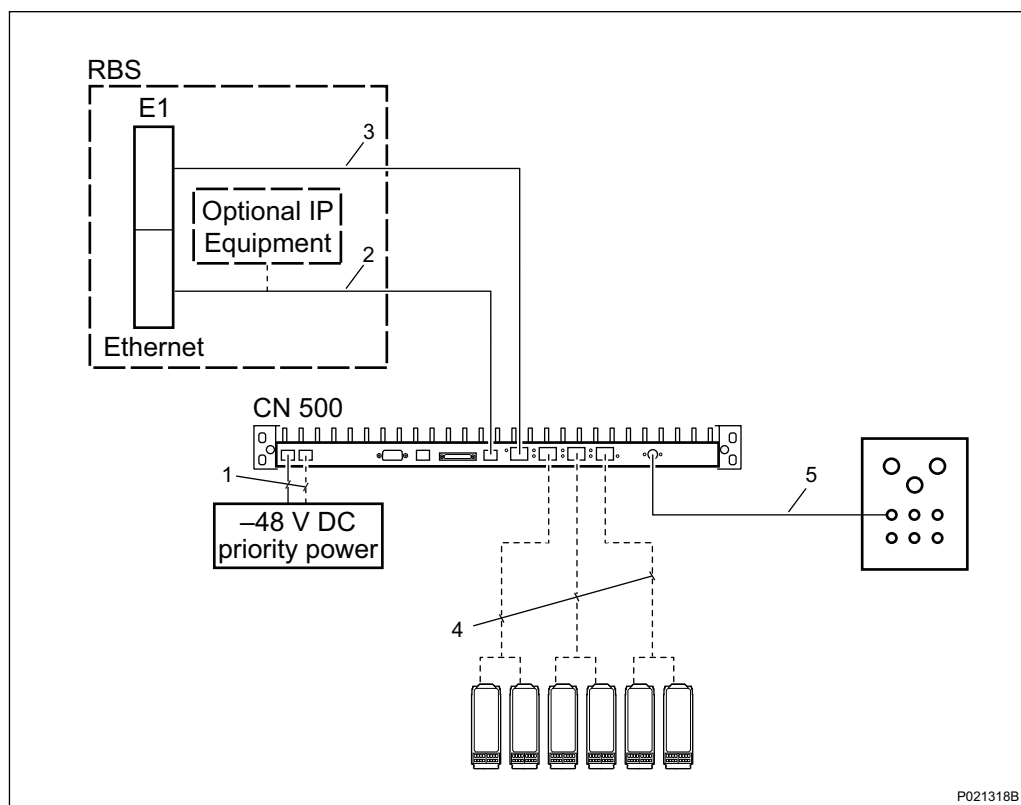 RBS
E1
3
Optional IP
Equipment
2
Ethernet
CN 500
1
–48 V DC
priority power
5
4
P021318B